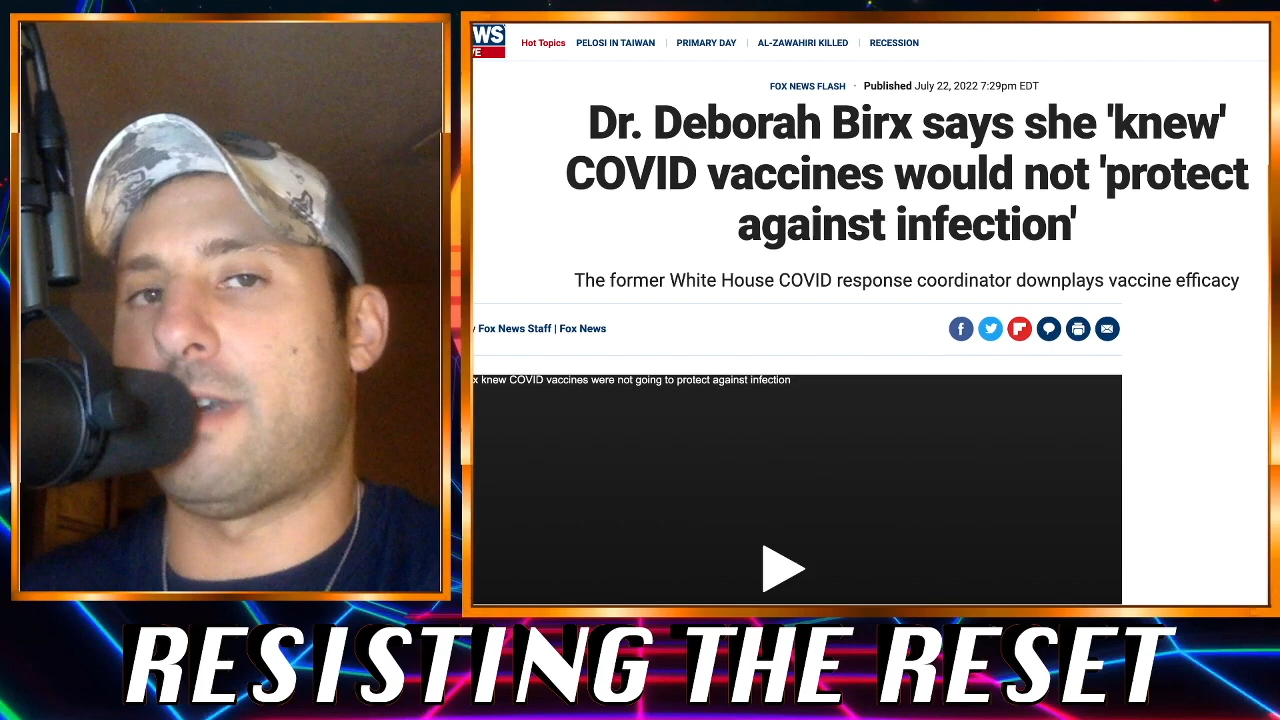 WS
VE
Hot Topics PELOSI IN TAIWAN PRIMARY DAY AL-ZAWAHIRI KILLED RECESSION
FOX NEWS FLASH · Published July 22, 2022 7:29pm EDT
Dr. Deborah Birx says she 'knew'
COVID vaccines would not 'protect
against infection'
The former White House COVID response coordinator downplays vaccine efficacy
Fox News Staff | Fox News
x knew COVID vaccines were not going to protect against infection
RESISTING THE RESET